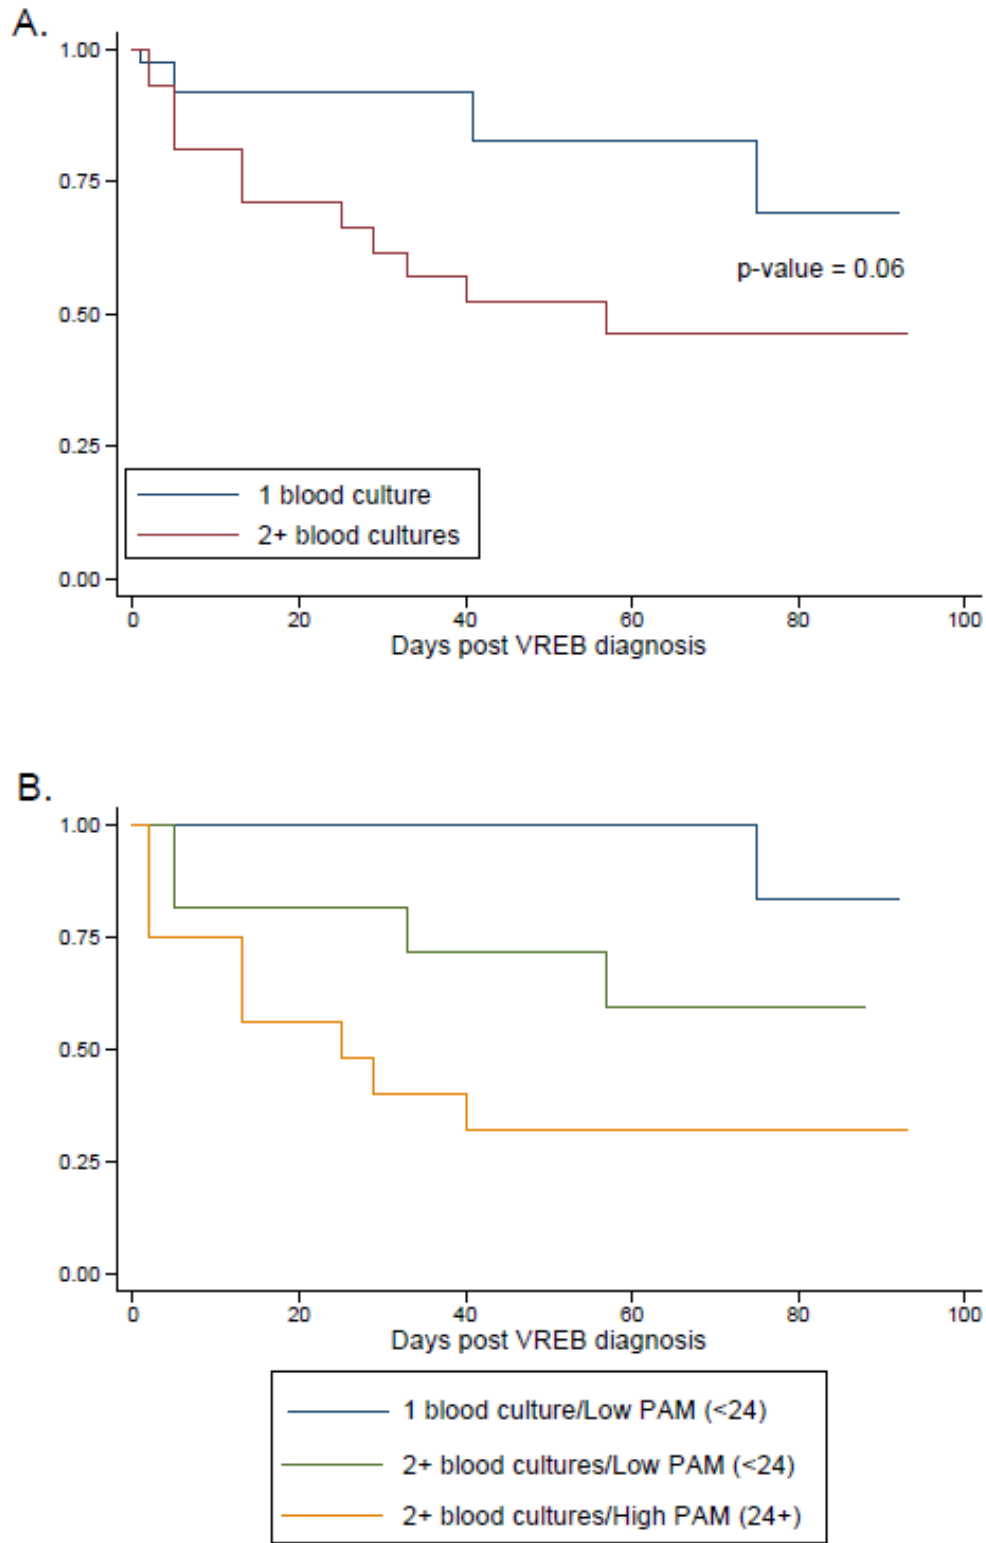 A.
1.00
0.75
p-value = 0.06
0.50
0.25
1 blood culture
2+ blood cultures
0.00
0 20 40 60 80 100
Days post VREB diagnosis
B.
1.00
0.75
0.50
0.25
0.00
0 20 40 60 80 100
Days post VREB diagnosis
1 blood culture/Low PAM (<24)
2+ blood cultures/Low PAM (<24)
2+ blood cultures/High PAM (24+)